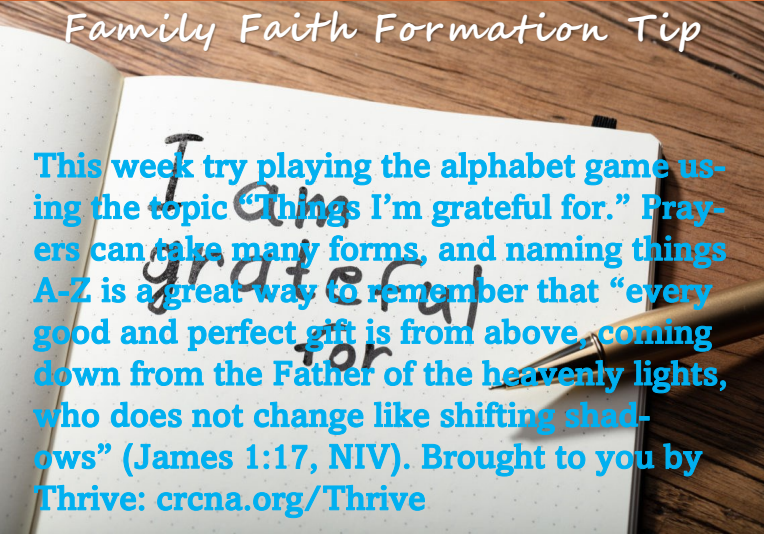 Family Faith Formation Tip
This week try playing the alphabet game us-
ing the topic “Things I’m grateful for.” Pray-
ers can take many forms, and naming things
A-Z is a great way to remember that “every
good and perfect gift is from above, coming
down from the Father of the heavenly lights,
who does not change like shifting shad-
ows” (James 1:17, NIV). Brought to you by
Thrive: crcna.org/Thrive
I am
grateful
for